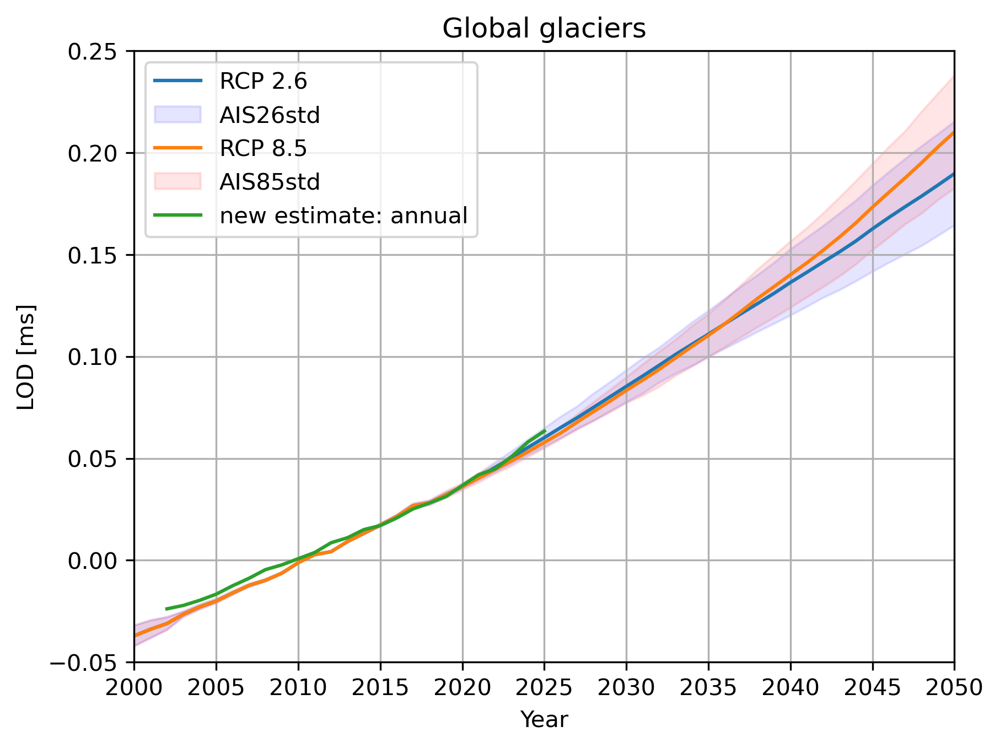 Global glaciers
0.25
0.20
0.15
0.10
0.05
0.00
−0.05
LOD [ms]
RCP 2.6
AIS26std
RCP 8.5
AIS85std
new estimate: annual
2000 2005 2010 2015 2020 2025 2030 2035 2040 2045 2050
Year